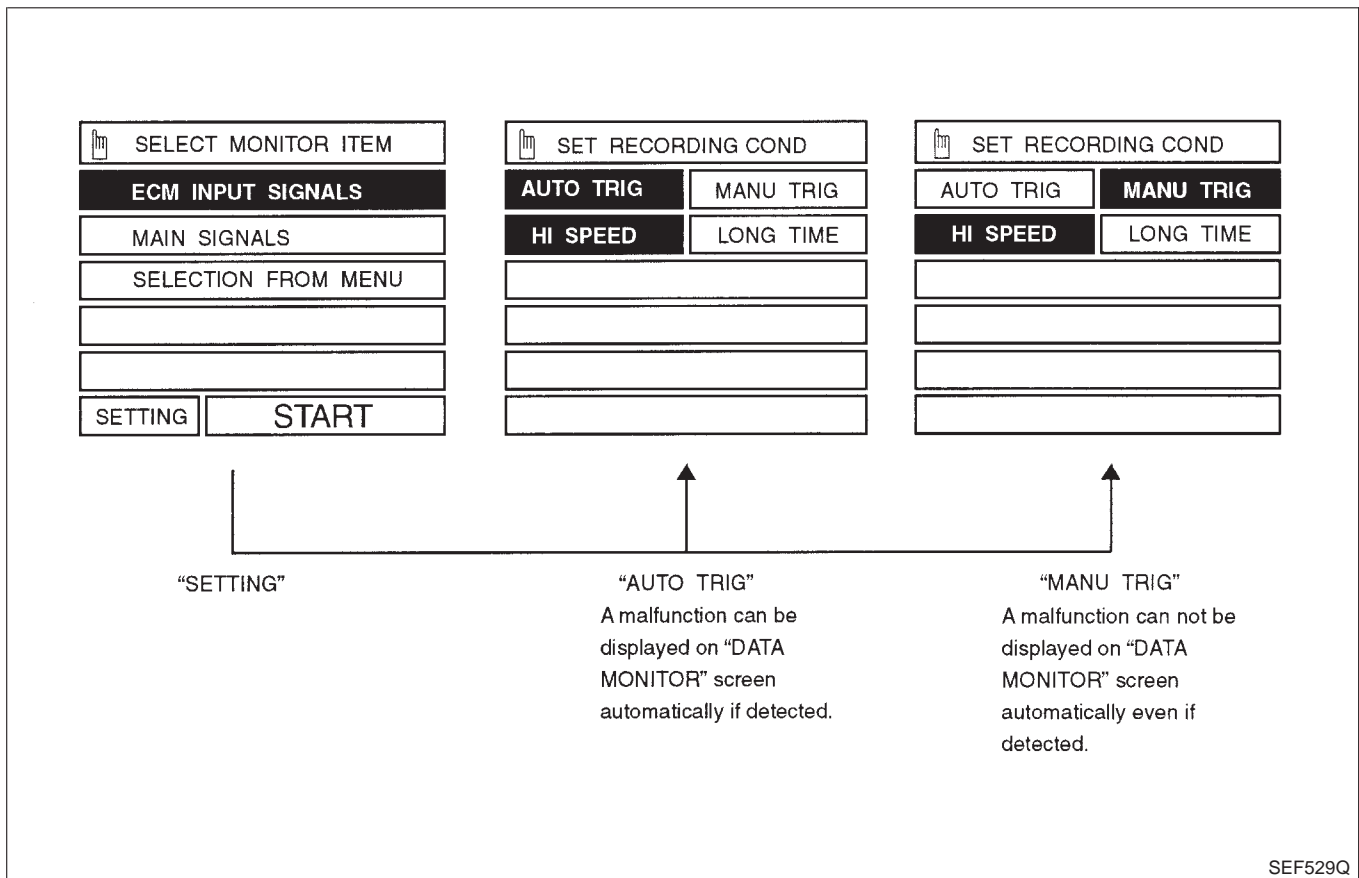 SELECT MONITOR ITEM
ECM INPUT SIGNALS
MAIN SIGNALS
SELECTION FROM MENU
SETTING
START
SET RECORDING COND
AUTO TRIG
MANU TRIG
HI SPEED
LONG TIME
SET RECORDING COND
AUTO TRIG
MANU TRIG
HI SPEED
LONG TIME
“SETTING”
“AUTO TRIG”
A malfunction can be
displayed on “DATA
MONITOR” screen
automatically if detected.
“MANU TRIG”
A malfunction can not be
displayed on “DATA
MONITOR” screen
automatically even if
detected.
SEF529Q